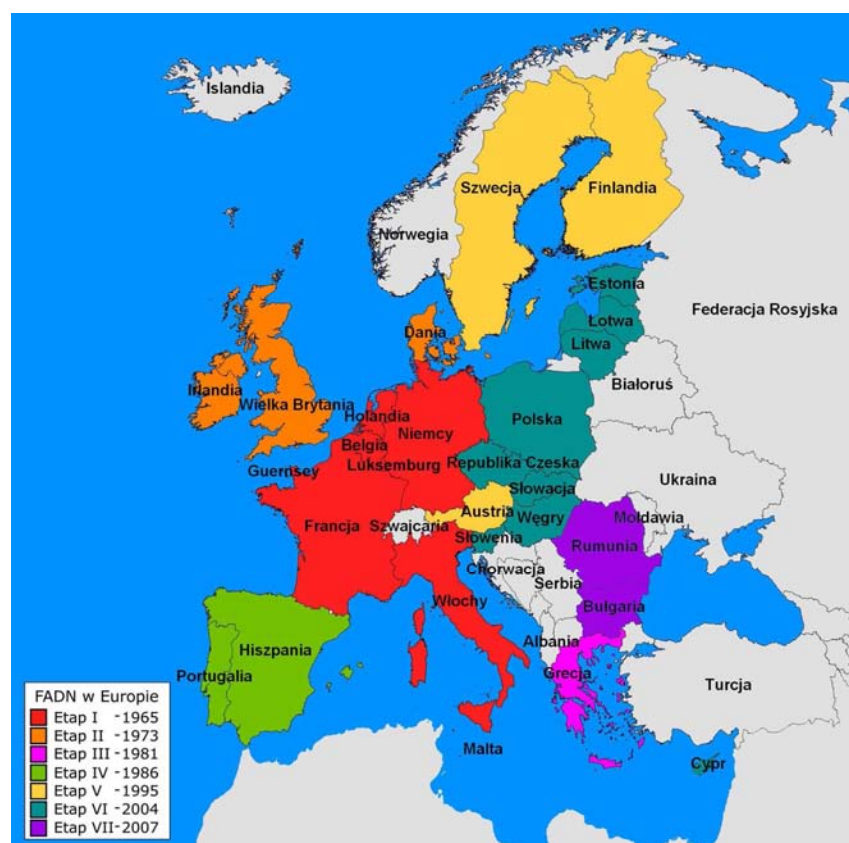 Islandia
Szwecja
Finlandia
Norwegia
Estonia
Federacja Rosyjska
Łotwa
Dania
Litwa
Białoruś
Irlandia
Wielka Brytania
Holandia
Polska
Niemcy
Belgia
Guernsey
Luksemburg
Republika Czeska
Ukraina
Słowacja
Austria
Węgry
Mołdawia
Francja
Szwajcaria
Słowenia
Rumunia
Chorwacja
Serbia
Włochy
Bułgaria
Albania
Hiszpania
Portugalia
Grecja
Turcja
Malta
Cypr
FADN w Europie
Etap I -1965
Etap II -1973
Etap III -1981
Etap IV -1986
Etap V -1995
Etap VI -2004
Etap VII-2007